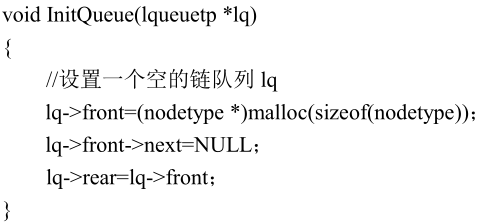 void InitQueue(lqueuetp *lq)
{
//设置一个空的链队列 lq
lq->front=(nodetype *)malloc(sizeof(nodetype));
lq->front->next=NULL；
lq->rear=lq->front；
}